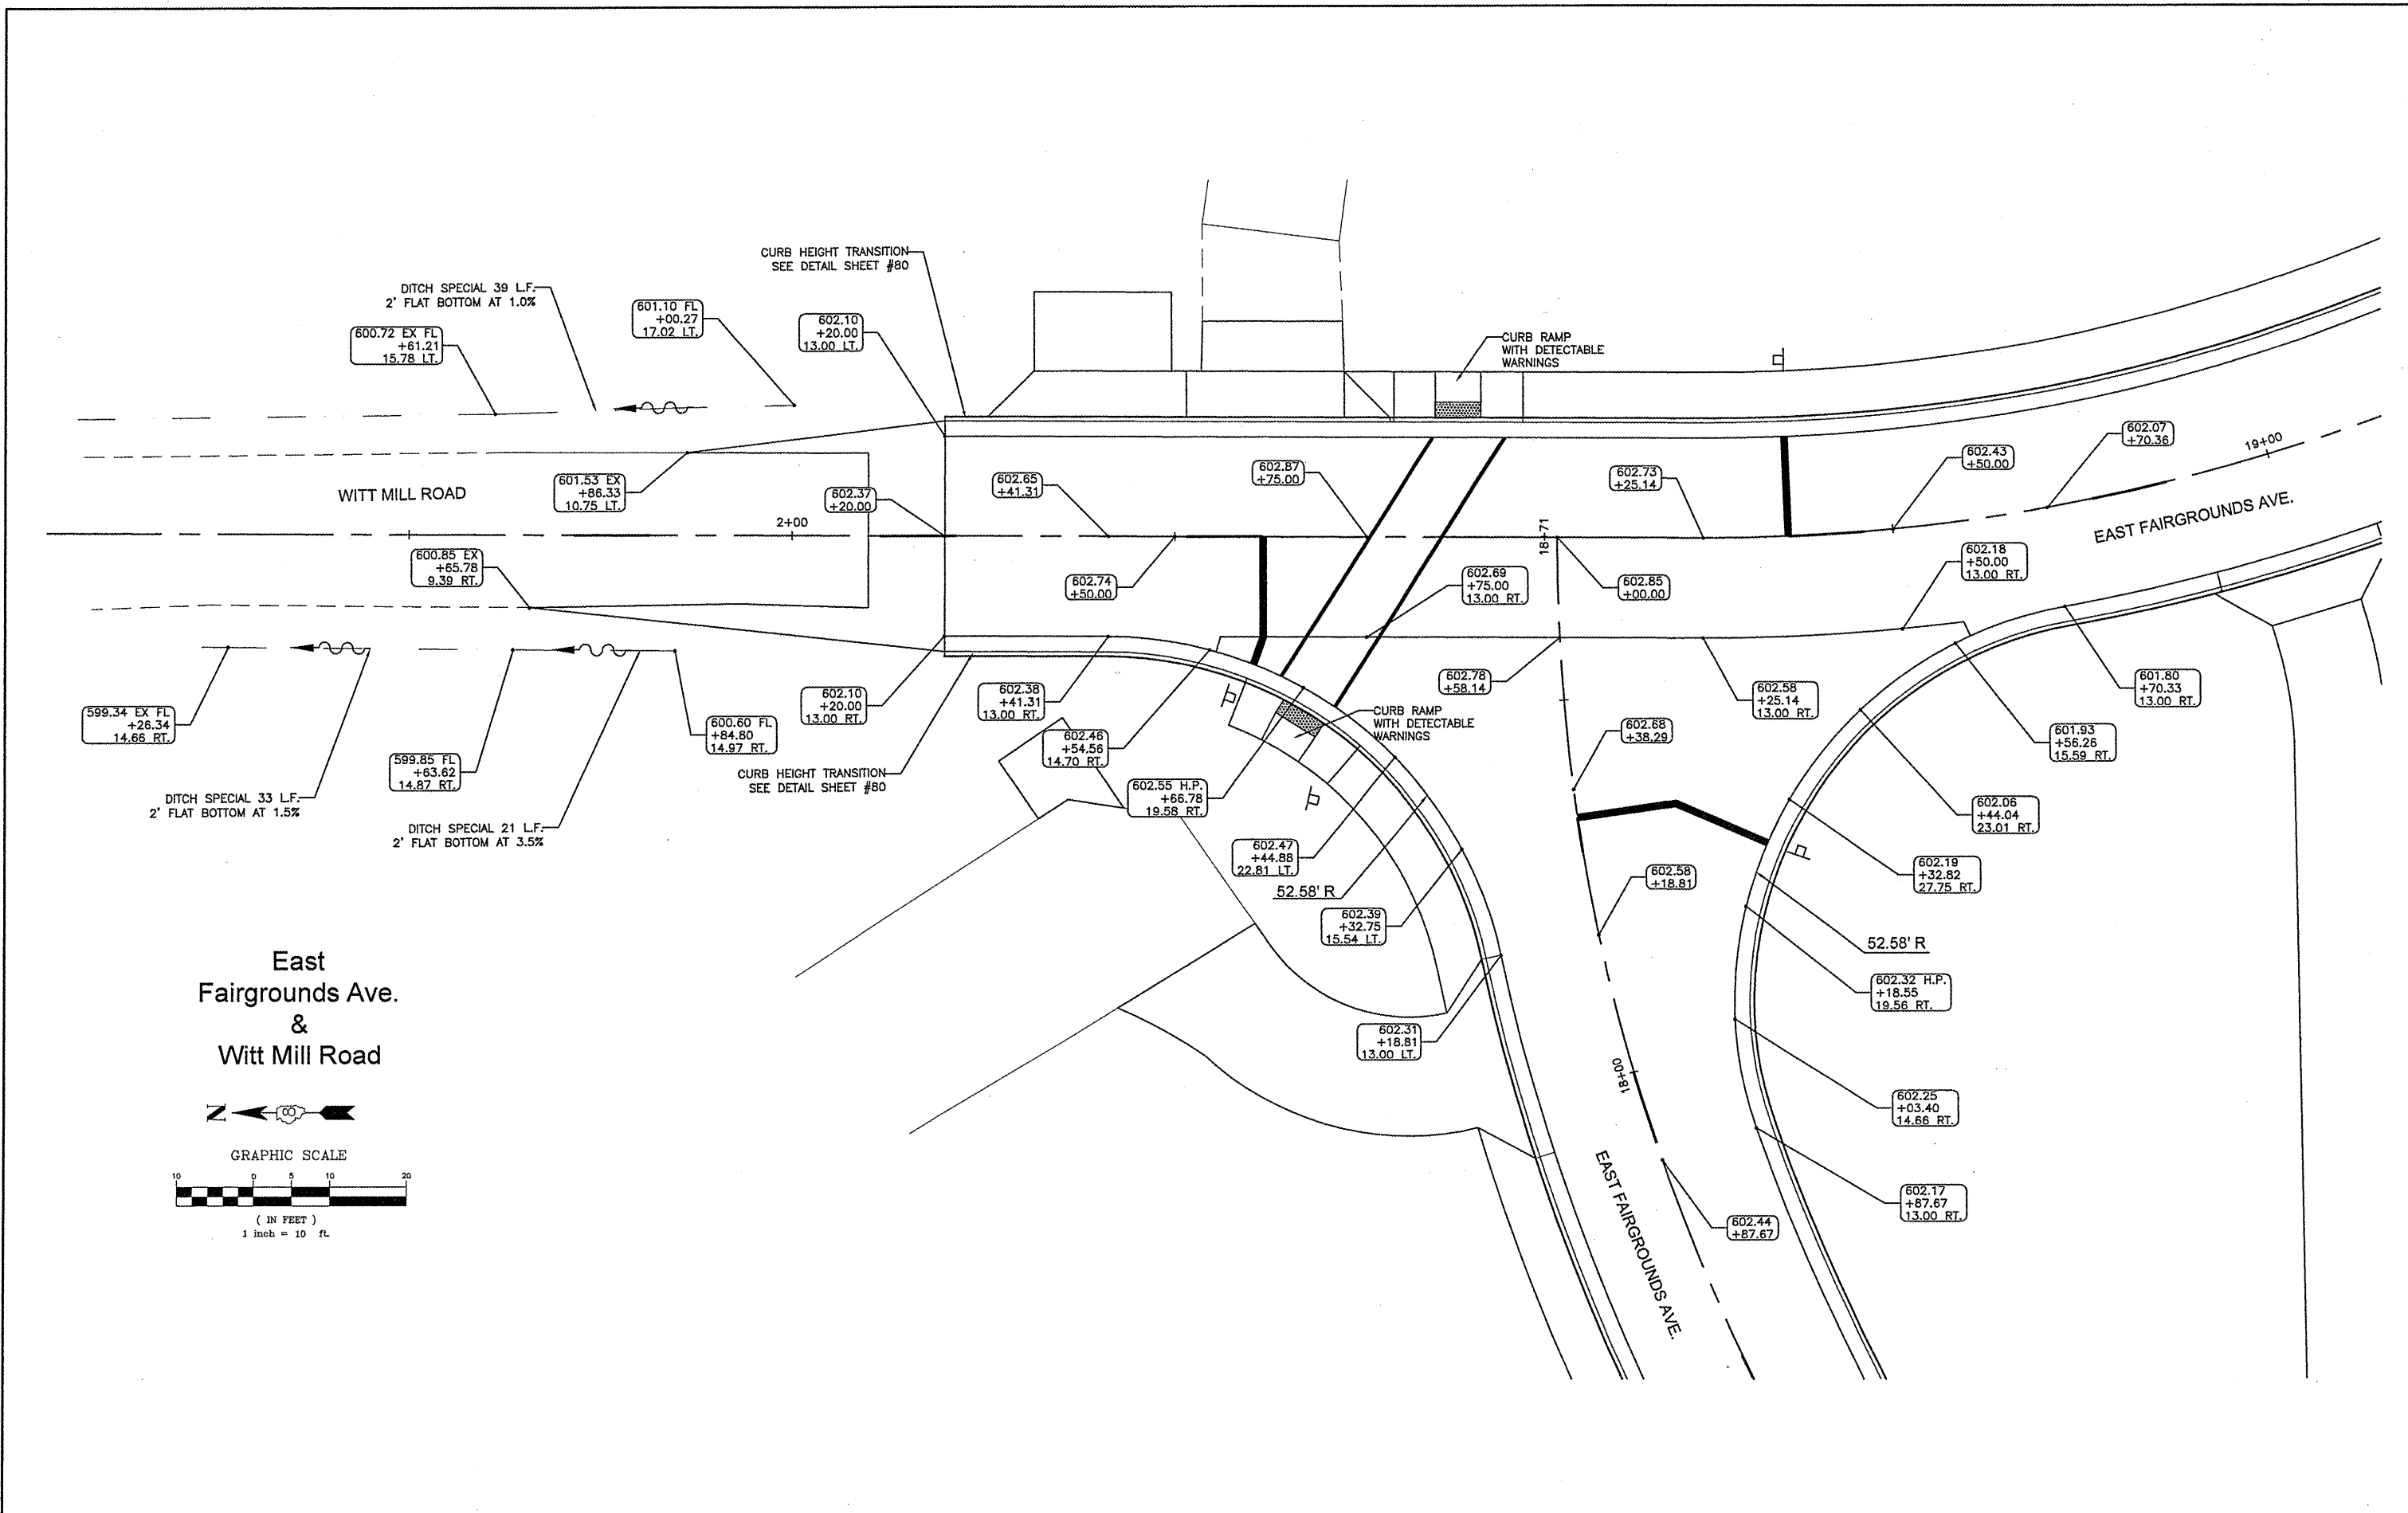 CURB HEIGHT TRANSITION
SEE DETAIL SHEET #80
DITCH SPECIAL 39 L.F.
2' FLAT BOTTOM AT 1.0%
601.10 FL
+00.27
17.02 LT.
600.72 EX FL
+61.21
15.78 LT.
602.10
+20.00
13.00 LT.
CURB RAMP
WITH DETECTABLE
WARNINGS
602.07
+70.36
19+00
602.43
+50.00
601.53 EX
+86.33
10.75 LT.
WITT MILL ROAD
602.37
+20.00
602.65
+41.31
602.87
+75.00
602.73
+25.14
EAST FAIRGROUNDS AVE.
2+00
18+71
600.85 EX
+65.78
9.39 RT.
602.74
+50.00
602.69
+75.00
13.00 RT.
602.85
+00.00
602.18
+50.00
13.00 RT.
599.34 EX FL
+26.34
14.66 RT.
600.60 FL
+84.80
14.97 RT.
602.10
+20.00
13.00 RT.
602.38
+41.31
13.00 RT.
602.78
+58.14
602.58
+25.14
13.00 RT.
601.80
+70.33
13.00 RT.
CURB RAMP
WITH DETECTABLE
WARNINGS
602.46
+54.56
14.70 RT.
602.68
+38.29
601.93
+56.26
15.59 RT.
599.85 FL
+63.62
14.87 RT.
CURB HEIGHT TRANSITION
SEE DETAIL SHEET #80
602.55 H.P.
+66.78
19.58 RT.
DITCH SPECIAL 33 L.F.
2' FLAT BOTTOM AT 1.5%
DITCH SPECIAL 21 L.F.
2' FLAT BOTTOM AT 3.5%
602.06
+44.04
23.01 RT.
602.47
+44.88
22.81 LT.
602.58
+18.81
602.19
+32.82
27.75 RT.
52.58' R
602.39
+32.75
15.54 LT.
52.58' R
602.32 H.P.
+18.55
19.56 RT.
602.31
+18.81
13.00 LT.
18+00
602.25
+03.40
14.66 RT.
East
Fairgrounds Ave.
&
Witt Mill Road
N
GRAPHIC SCALE
10 0 5 10 20
( IN FEET )
1 inch = 10 ft.
EAST FAIRGROUNDS AVE.
602.17
+87.67
13.00 RT.
602.44
+87.67